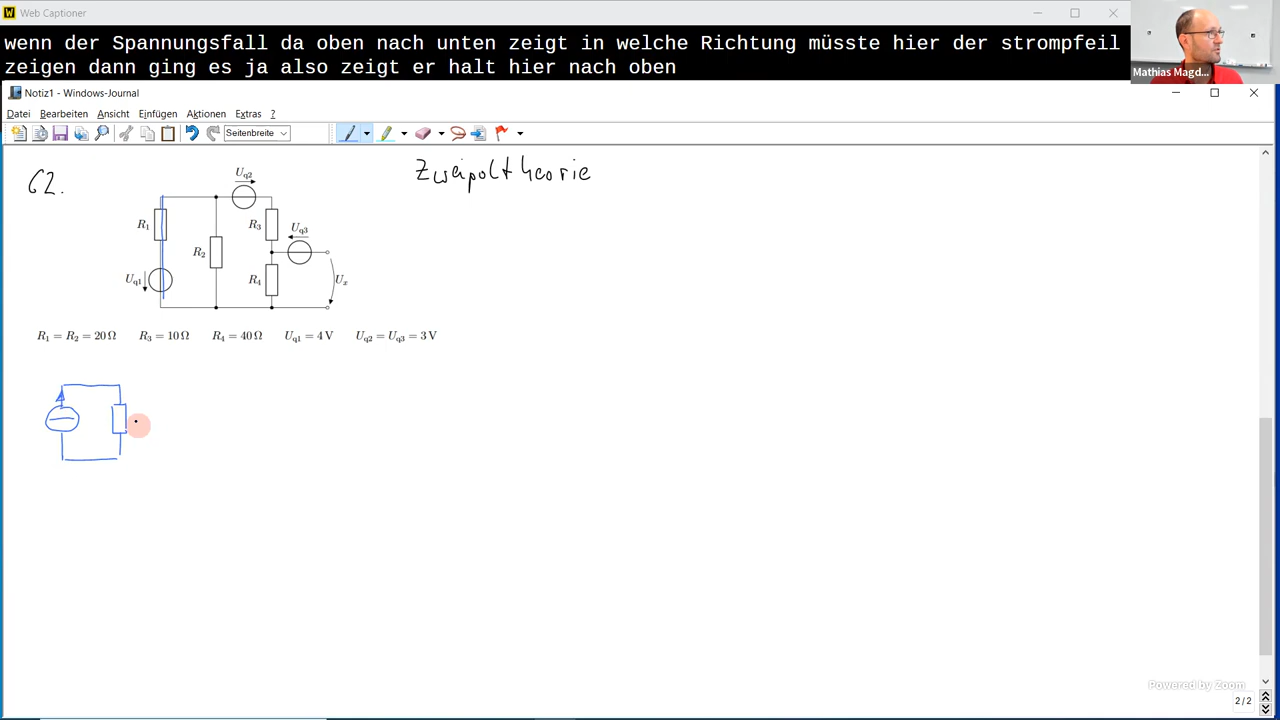 Web Captioner
wenn der Spannungsfall da oben nach unten zeigt in welche Richtung müsste hier der strompfeil
zeigen dann ging es ja also zeigt er halt hier nach oben
Mathias Magd...
Notiz1 - Windows-Journal
Datei Bearbeiten Ansicht Einfügen Aktionen Extras ?
Seitenbreite
62.
Zweipoltheorie
Uq2
R1
R3
Uq3
R2
Uq1
R4
Ux
R1 = R2 = 20 Ω R3 = 10 Ω R4 = 40 Ω Uq1 = 4 V Uq2 = Uq3 = 3 V
Powered by Zoom
2/2